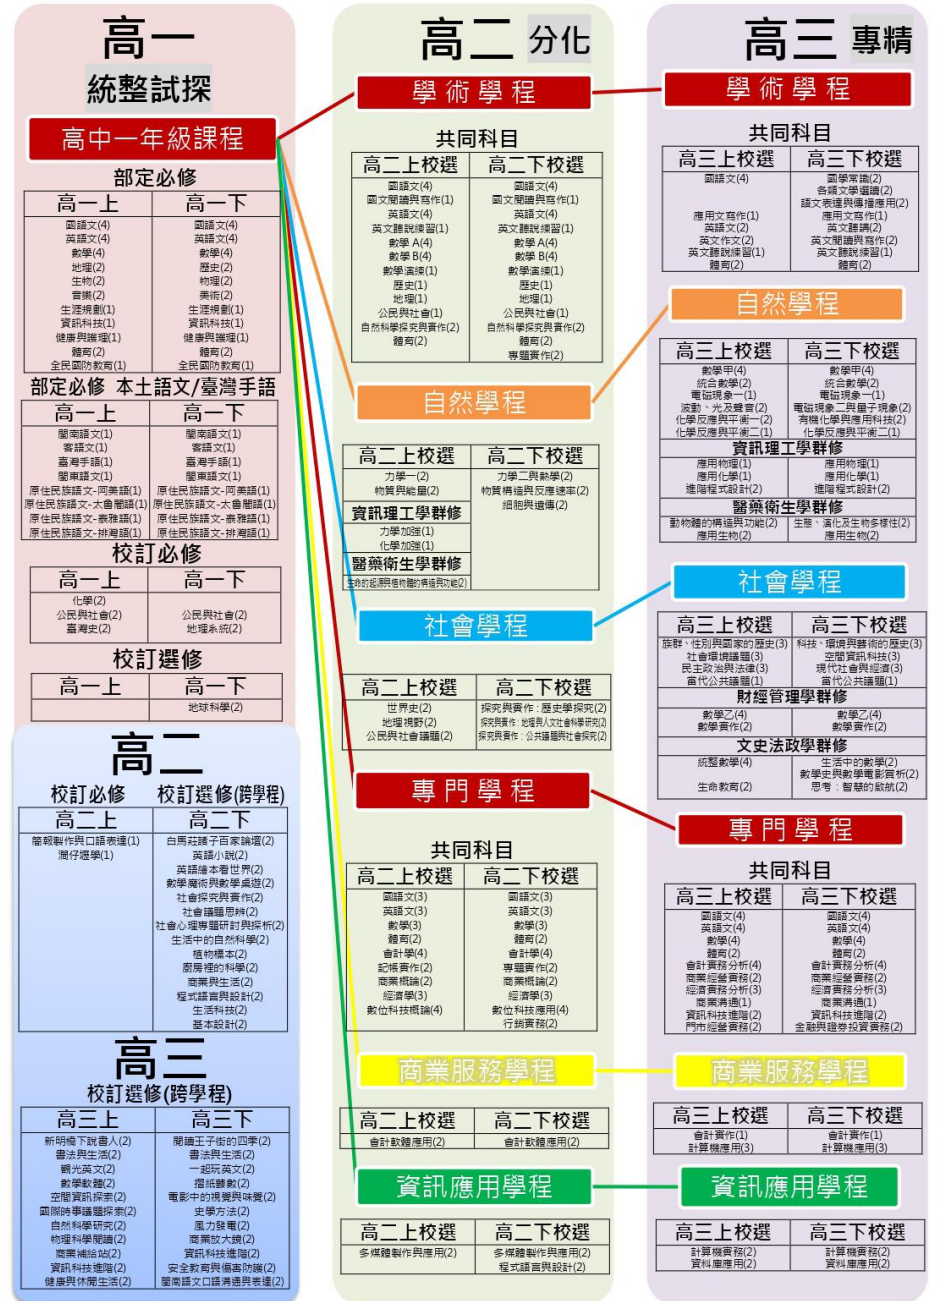 高一
統整試探
高中一年級課程
部定必修
高一上 高一下
國語文(4) 國語文(4)
英語文(4) 英語文(4)
數學(4) 數學(4)
地理(2) 歷史(2)
生物(2) 物理(2)
音樂(2) 美術(2)
生涯規劃(1) 生涯規劃(1)
資訊科技(1) 資訊科技(1)
健康與護理(1) 健康與護理(1)
體育(2) 體育(2)
全民國防教育(1) 全民國防教育(1)
部定必修 本土語文/臺灣手語
高一上 高一下
閩南語文(1) 閩南語文(1)
客語文(1) 客語文(1)
臺灣手語(1) 臺灣手語(1)
閩東語文(1) 閩東語文(1)
原住民族語文-阿美語(1) 原住民族語文-阿美語(1)
原住民族語文-太魯閣語(1) 原住民族語文-太魯閣語(1)
原住民族語文-泰雅語(1) 原住民族語文-泰雅語(1)
原住民族語文-排灣語(1) 原住民族語文-排灣語(1)
校訂必修
高一上 高一下
化學(2)
公民與社會(2) 公民與社會(2)
臺灣史(2) 地理系統(2)
校訂選修
高一上 高一下
地球科學(2)
高二
校訂必修 校訂選修(跨學程)
高二上 高二下
簡報製作與口語表達(1) 白馬莊諸子百家論壇(2)
潤仔壢學(1) 英語小說(2)
英語繪本看世界(2)
數學魔術與數學桌遊(2)
社會探究與實作(2)
社會議題思辨(2)
社會心理專題研討與探析(2)
生活中的自然科學(2)
植物標本(2)
廚房裡的科學(2)
商業與生活(2)
程式語言與設計(2)
生活科技(2)
基本設計(2)
高三
校訂選修(跨學程)
高三上 高三下
新明橋下說書人(2) 閱讀王子街的四季(2)
書法與生活(2) 書法與生活(2)
觀光英文(2) 一起玩英文(2)
數學軟體(2) 摺紙藝數(2)
空間資訊探索(2) 電影中的視覺與味覺(2)
國際時事議題探索(2) 史學方法(2)
自然科學研究(2) 風力發電(2)
物理科學閱讀(2) 商業放大鏡(2)
商業補給站(2) 資訊科技進階(2)
資訊科技進階(2) 安全教育與傷害防護(2)
健康與休閒生活(2) 閩南語文口語溝通與表達(2)
高二 分化
學術學程
共同科目
高二上校選 高二下校選
國語文(4) 國語文(4)
國文閱讀與寫作(1) 國文閱讀與寫作(1)
英語文(4) 英語文(4)
英文聽說練習(1) 英文聽說練習(1)
數學 A(4) 數學 A(4)
數學 B(4) 數學 B(4)
數學演練(1) 數學演練(1)
歷史(1) 歷史(1)
地理(1) 地理(1)
公民與社會(1) 公民與社會(1)
自然科學探究與實作(2) 自然科學探究與實作(2)
體育(2) 體育(2)
專題實作(2)
自然學程
高二上校選 高二下校選
力學一(2) 力學二與熱學(2)
物質與能量(2) 物質構造與反應速率(2)
細胞與遺傳(2)
資訊理工學群修
力學加強(1)
化學加強(1)
醫藥衛生學群修
生命的起源與植物體的構造與功能(2)
社會學程
高二上校選 高二下校選
世界史(2) 探究與實作:歷史學探究(2)
地理視野(2) 探究與實作:地理與人文社會科學研究(2)
公民與社會議題(2) 探究與實作:公共議題與社會探究(2)
專門學程
共同科目
高二上校選 高二下校選
國語文(3) 國語文(3)
英語文(3) 英語文(3)
數學(3) 數學(3)
體育(2) 體育(2)
會計學(4) 會計學(4)
記帳實作(2) 專題實作(2)
商業概論(2) 商業概論(2)
經濟學(3) 經濟學(3)
數位科技概論(4) 數位科技應用(4)
行銷實務(2)
商業服務學程
高二上校選 高二下校選
會計軟體應用(2) 會計軟體應用(2)
資訊應用學程
高二上校選 高二下校選
多媒體製作與應用(2) 多媒體製作與應用(2)
程式語言與設計(2)
高三 專精
學術學程
共同科目
高三上校選 高三下校選
國語文(4) 國學常識(2)
各類文學選讀(2)
語文表達與傳播應用(2)
應用文寫作(1) 應用文寫作(1)
英語文(2) 英文聽講(2)
英文作文(2) 英文閱讀與寫作(2)
英文聽說練習(1) 英文聽說練習(1)
體育(2) 體育(2)
自然學程
高三上校選 高三下校選
數學甲(4) 數學甲(4)
統合數學(2) 統合數學(2)
電磁現象一(1) 電磁現象一(1)
波動、光及聲音(2) 電磁現象二與量子現象(2)
化學反應與平衡一(2) 有機化學與應用科技(2)
化學反應與平衡二(1) 化學反應與平衡二(1)
資訊理工學群修
應用物理(1) 應用物理(1)
應用化學(1) 應用化學(1)
進階程式設計(2) 進階程式設計(2)
醫藥衛生學群修
動物體的構造與功能(2) 生態、演化及生物多樣性(2)
應用生物(2) 應用生物(2)
社會學程
高三上校選 高三下校選
族群、性別與國家的歷史(3) 科技、環境與藝術的歷史(3)
社會環境議題(3) 空間資訊科技(3)
民主政治與法律(3) 現代社會與經濟(3)
當代公共議題(1) 當代公共議題(1)
財經管理學群修
數學乙(4) 數學乙(4)
數學實作(2) 數學實作(2)
文史法政學群修
統整數學(4) 生活中的數學(2)
數學史與數學電影賞析(2)
生命教育(2) 思考:智慧的啟航(2)
專門學程
共同科目
高三上校選 高三下校選
國語文(4) 國語文(4)
英語文(4) 英語文(4)
數學(4) 數學(4)
體育(2) 體育(2)
會計實務分析(4) 會計實務分析(4)
商業經營實務(2) 商業經營實務(2)
經濟實務分析(3) 經濟實務分析(3)
商業溝通(1) 商業溝通(1)
資訊科技進階(2) 資訊科技進階(2)
門市經營實務(2) 金融與證券投資實務(2)
商業服務學程
高三上校選 高三下校選
會計實作(1) 會計實作(1)
計算機應用(3) 計算機應用(3)
資訊應用學程
高三上校選 高三下校選
計算機實務(2) 計算機實務(2)
資料庫應用(2) 資料庫應用(2)